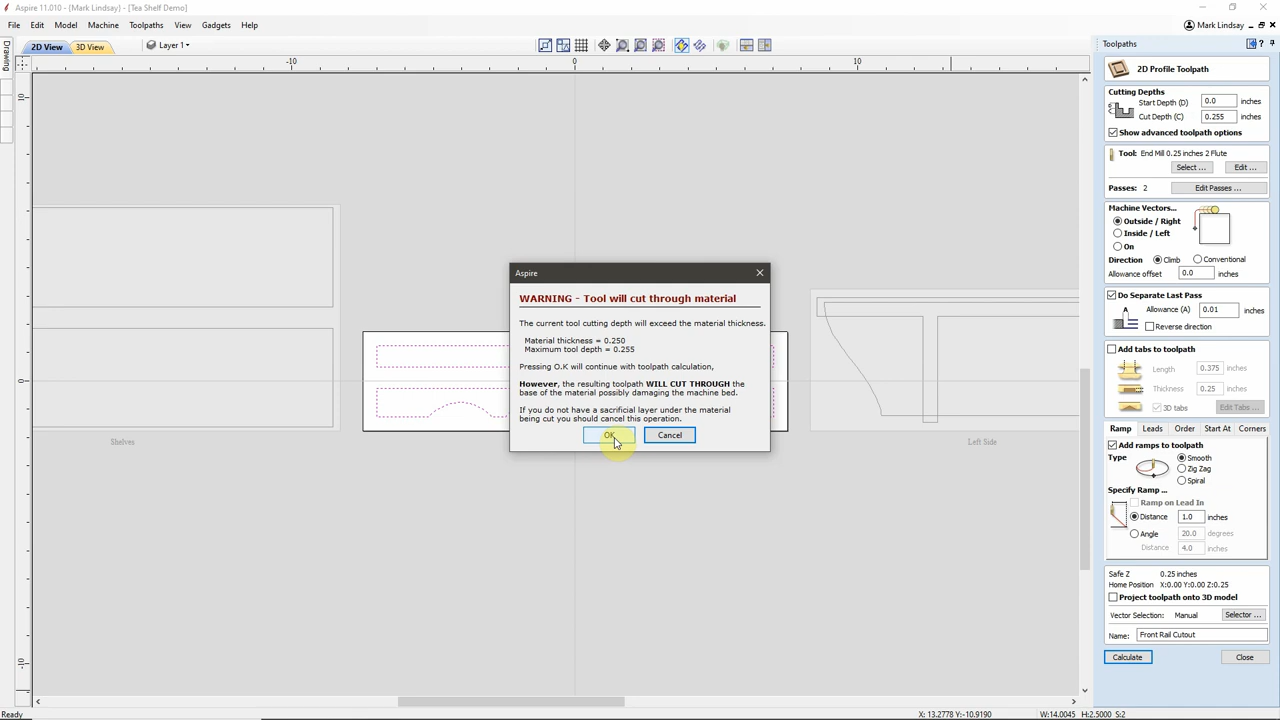 Aspire 11.010 - (Mark Lindsay) - [Tea Shelf Demo]
File Edit Model Machine Toolpaths View Gadgets Help
Mark Lindsay
2D View 3D View Layer 1
Drawing
-10 0 10
10
0
-10
Shelves
Left Side
Aspire
WARNING - Tool will cut through material
The current tool cutting depth will exceed the material thickness.
Material thickness = 0.250
Maximum tool depth = 0.255
Pressing O.K will continue with toolpath calculation,
However, the resulting toolpath WILL CUT THROUGH the
base of the material possibly damaging the machine bed.
If you do not have a sacrificial layer under the material
being cut you should cancel this operation.
OK Cancel
Toolpaths
2D Profile Toolpath
Cutting Depths
Start Depth (D) 0.0 inches
Cut Depth (C) 0.255 inches
Show advanced toolpath options
Tool: End Mill 0.25 inches 2 Flute
Select ... Edit ...
Passes: 2 Edit Passes ...
Machine Vectors...
Outside / Right
Inside / Left
On
Direction Climb Conventional
Allowance offset 0.0 inches
Do Separate Last Pass
Allowance (A) 0.01 inches
Reverse direction
Add tabs to toolpath
Length 0.375 inches
Thickness 0.25 inches
3D tabs Edit Tabs ...
Ramp Leads Order Start At Corners
Add ramps to toolpath
Type Smooth
Zig Zag
Spiral
Specify Ramp ...
Ramp on Lead In
Distance 1.0 inches
Angle 20.0 degrees
Distance 4.0 inches
Safe Z 0.25 inches
Home Position X:0.00 Y:0.00 Z:0.25
Project toolpath onto 3D model
Vector Selection: Manual Selector ...
Name: Front Rail Cutout
Calculate Close
Ready X: 13.2778 Y:-10.9190 W:14.0045 H:2.5000 S:2